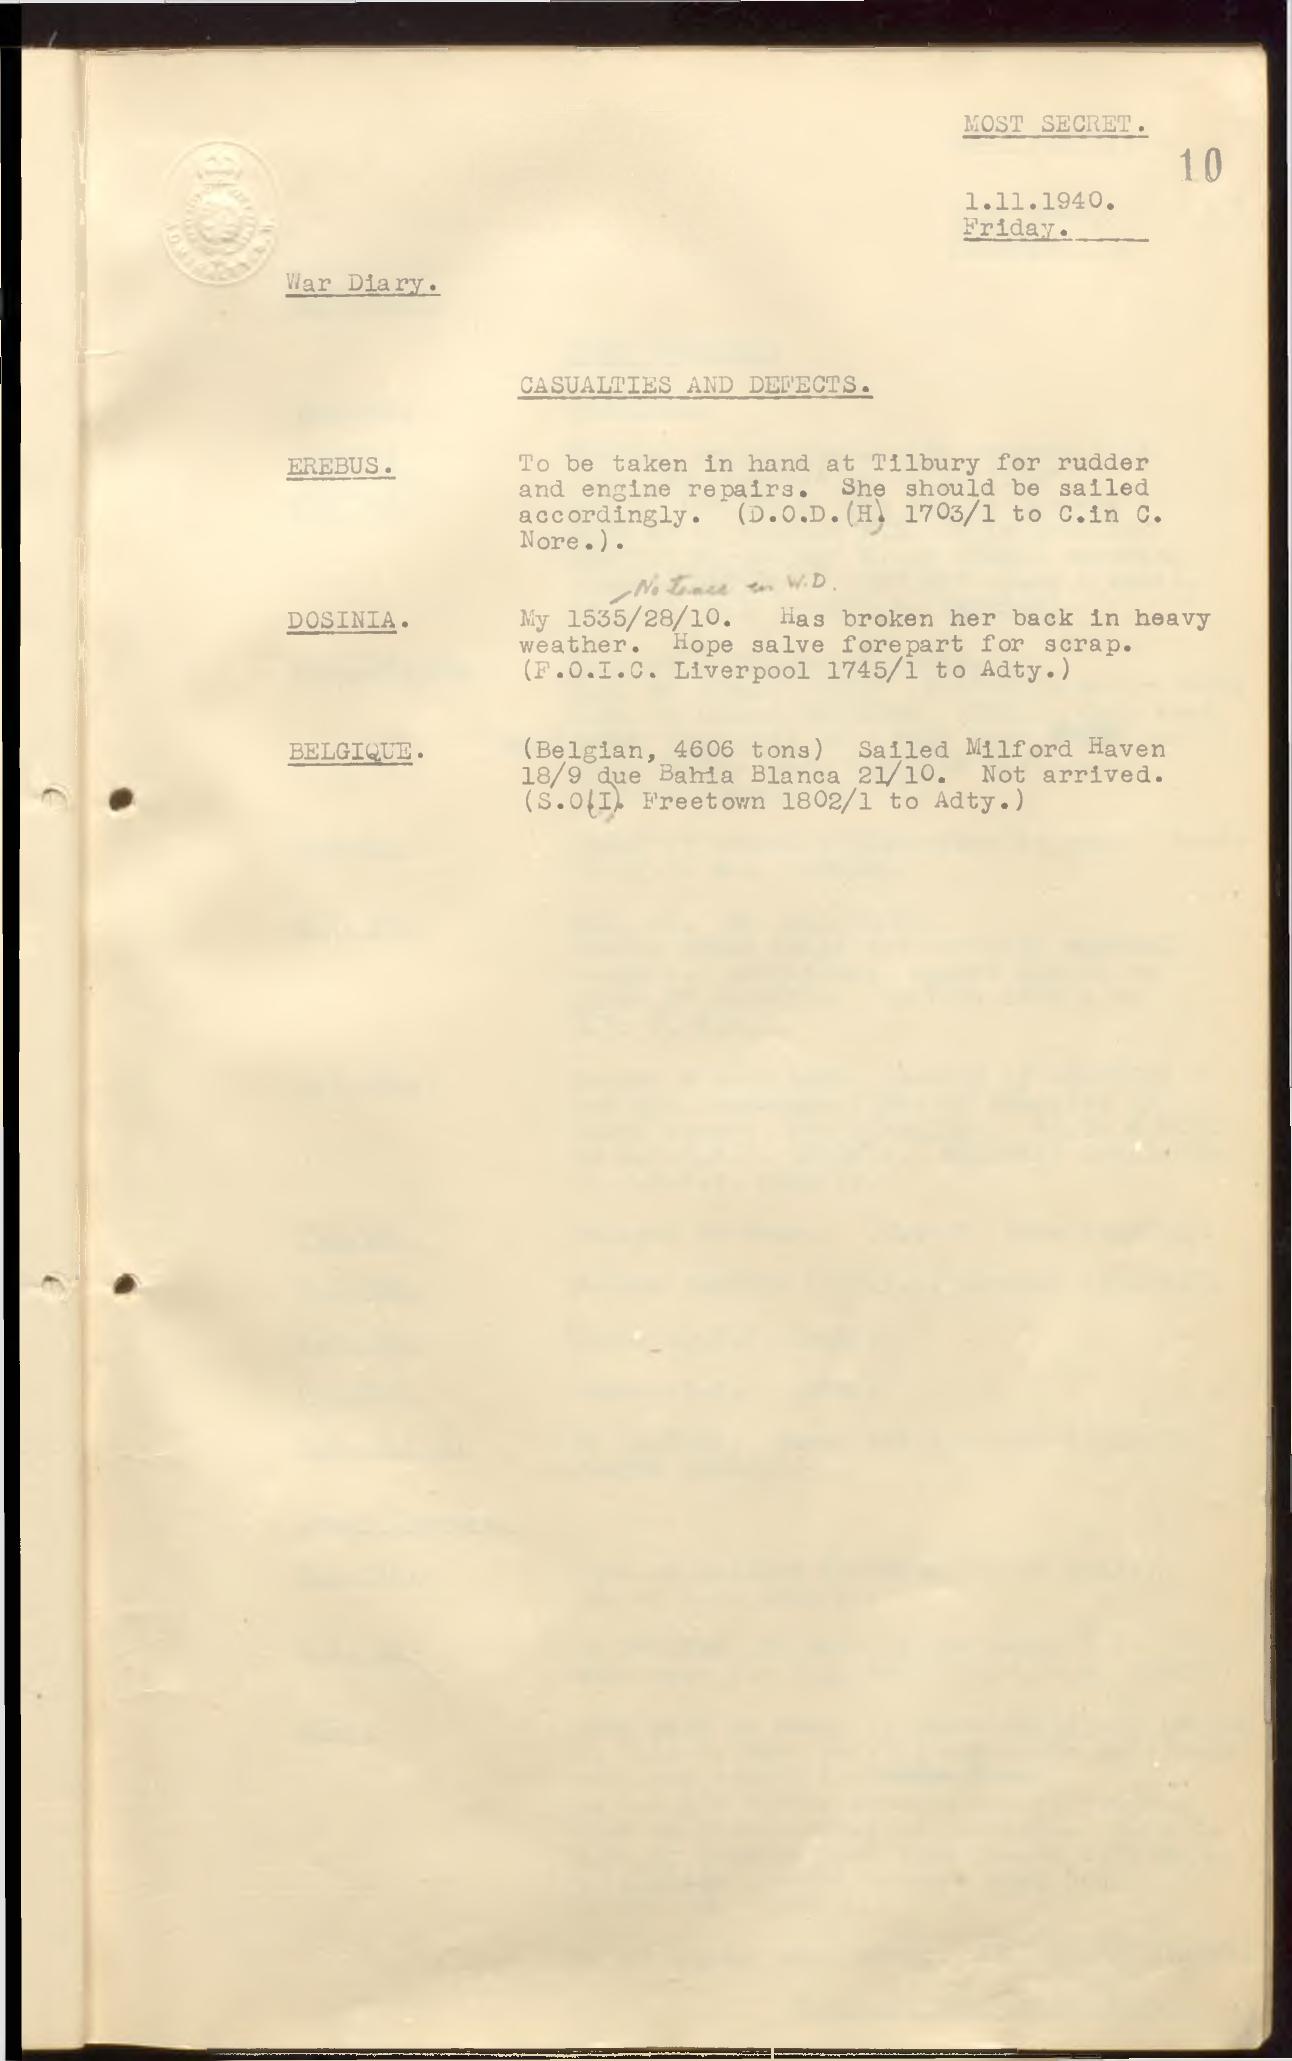 MOST SECRET.
10
1.11.1940.
Friday.
War Diary.
CASUALTIES AND DEFECTS.
EREBUS. To be taken in hand at Tilbury for rudder
and engine repairs. She should be sailed
accordingly. (D.O.D.(H). 1703/1 to C.in C.
Nore.).
No trace in W.D.
DOSINIA. My 1535/28/10. Has broken her back in heavy
weather. Hope salve forepart for scrap.
(F.O.I.C. Liverpool 1745/1 to Adty.)
BELGIQUE. (Belgian, 4606 tons) Sailed Milford Haven
18/9 due Bahia Blanca 21/10. Not arrived.
(S.O(I). Freetown 1802/1 to Adty.)